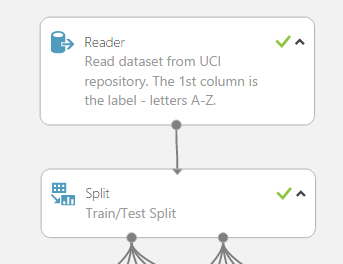 Reader
Read dataset from UCI
repository. The 1st column is
the label - letters A-Z.
Split
Train/Test Split